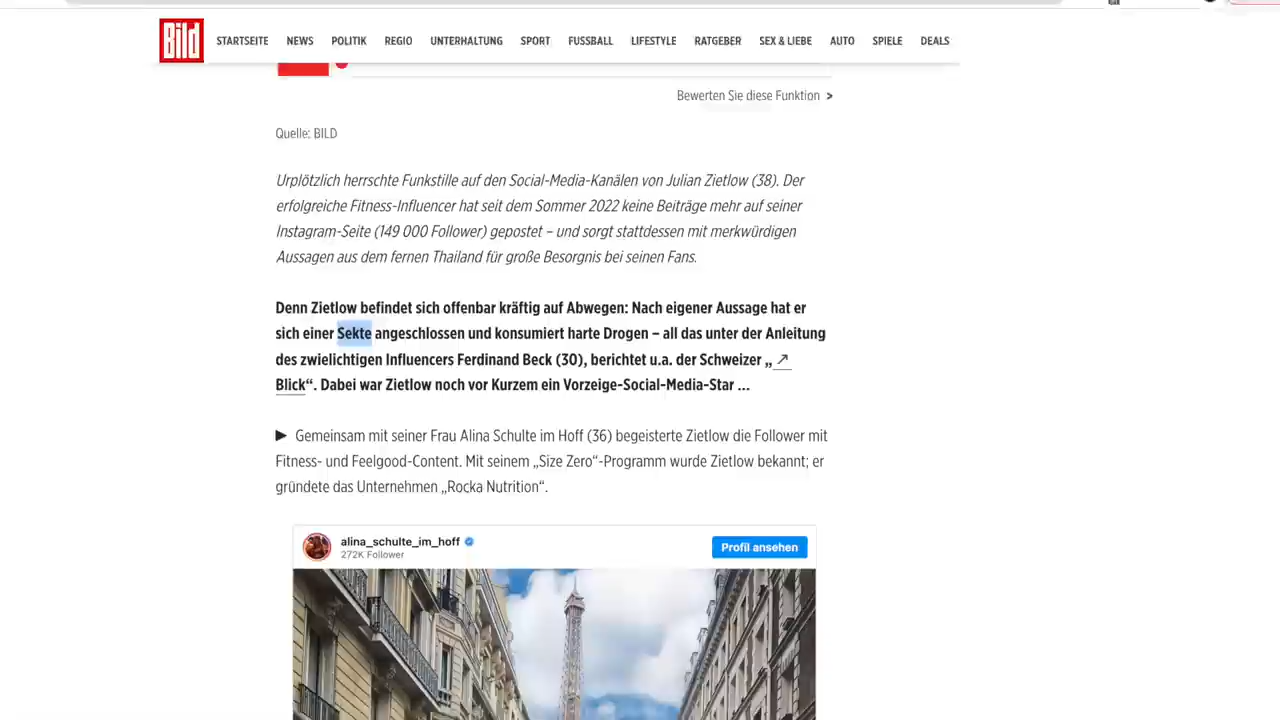 Bild STARTSEITE NEWS POLITIK REGIO UNTERHALTUNG SPORT FUSSBALL LIFESTYLE RATGEBER SEX & LIEBE AUTO SPIELE DEALS
Bewerten Sie diese Funktion >
Quelle: BILD
Urplötzlich herrschte Funkstille auf den Social-Media-Kanälen von Julian Zietlow (38). Der
erfolgreiche Fitness-Influencer hat seit dem Sommer 2022 keine Beiträge mehr auf seiner
Instagram-Seite (149 000 Follower) gepostet – und sorgt stattdessen mit merkwürdigen
Aussagen aus dem fernen Thailand für große Besorgnis bei seinen Fans.
Denn Zietlow befindet sich offenbar kräftig auf Abwegen: Nach eigener Aussage hat er
sich einer Sekte angeschlossen und konsumiert harte Drogen – all das unter der Anleitung
des zwielichtigen Influencers Ferdinand Beck (30), berichtet u.a. der Schweizer „↗
Blick“. Dabei war Zietlow noch vor Kurzem ein Vorzeige-Social-Media-Star ...
► Gemeinsam mit seiner Frau Alina Schulte im Hoff (36) begeisterte Zietlow die Follower mit
Fitness- und Feelgood-Content. Mit seinem „Size Zero“-Programm wurde Zietlow bekannt; er
gründete das Unternehmen „Rocka Nutrition“.
alina_schulte_im_hoff
272K Follower
Profil ansehen